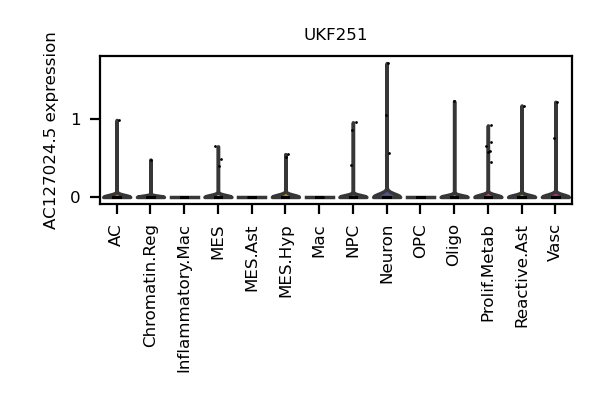 UKF251
AC127024.5 expression
1
0
AC
Chromatin.Reg
Inflammatory.Mac
MES
MES.Ast
MES.Hyp
Mac
NPC
Neuron
OPC
Oligo
Prolif.Metab
Reactive.Ast
Vasc